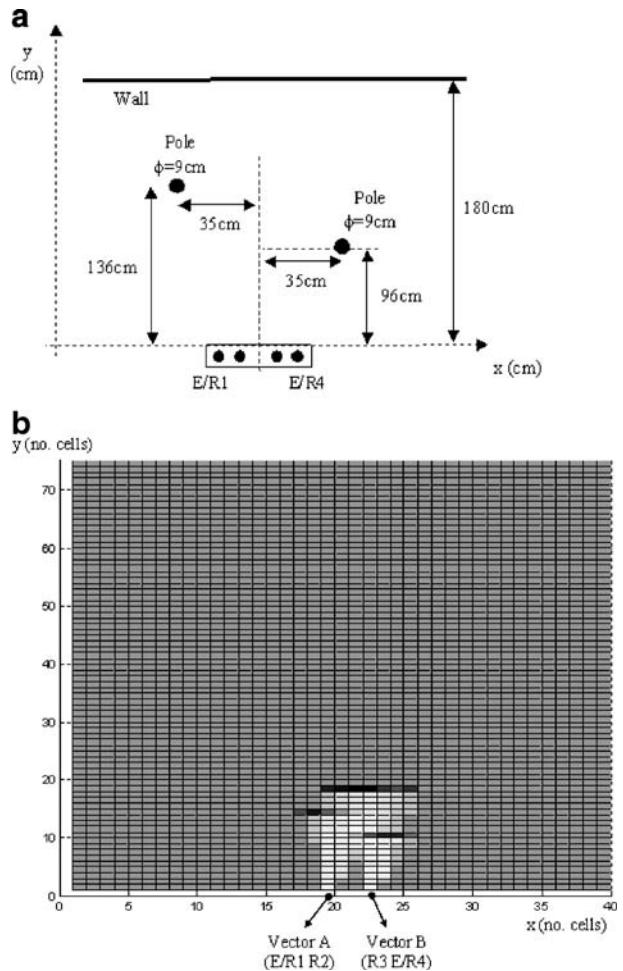 a
y
(cm)
Wall
Pole
ϕ=9cm
Pole
ϕ=9cm
180cm
35cm
136cm
35cm
96cm
x (cm)
E/R1
E/R4
b
y (no. cells)
70
60
50
40
30
20
10
0
0 5 10 15 20 25 30 35 40
x (no. cells)
Vector A
(E/R1 R2)
Vector B
(R3 E/R4)